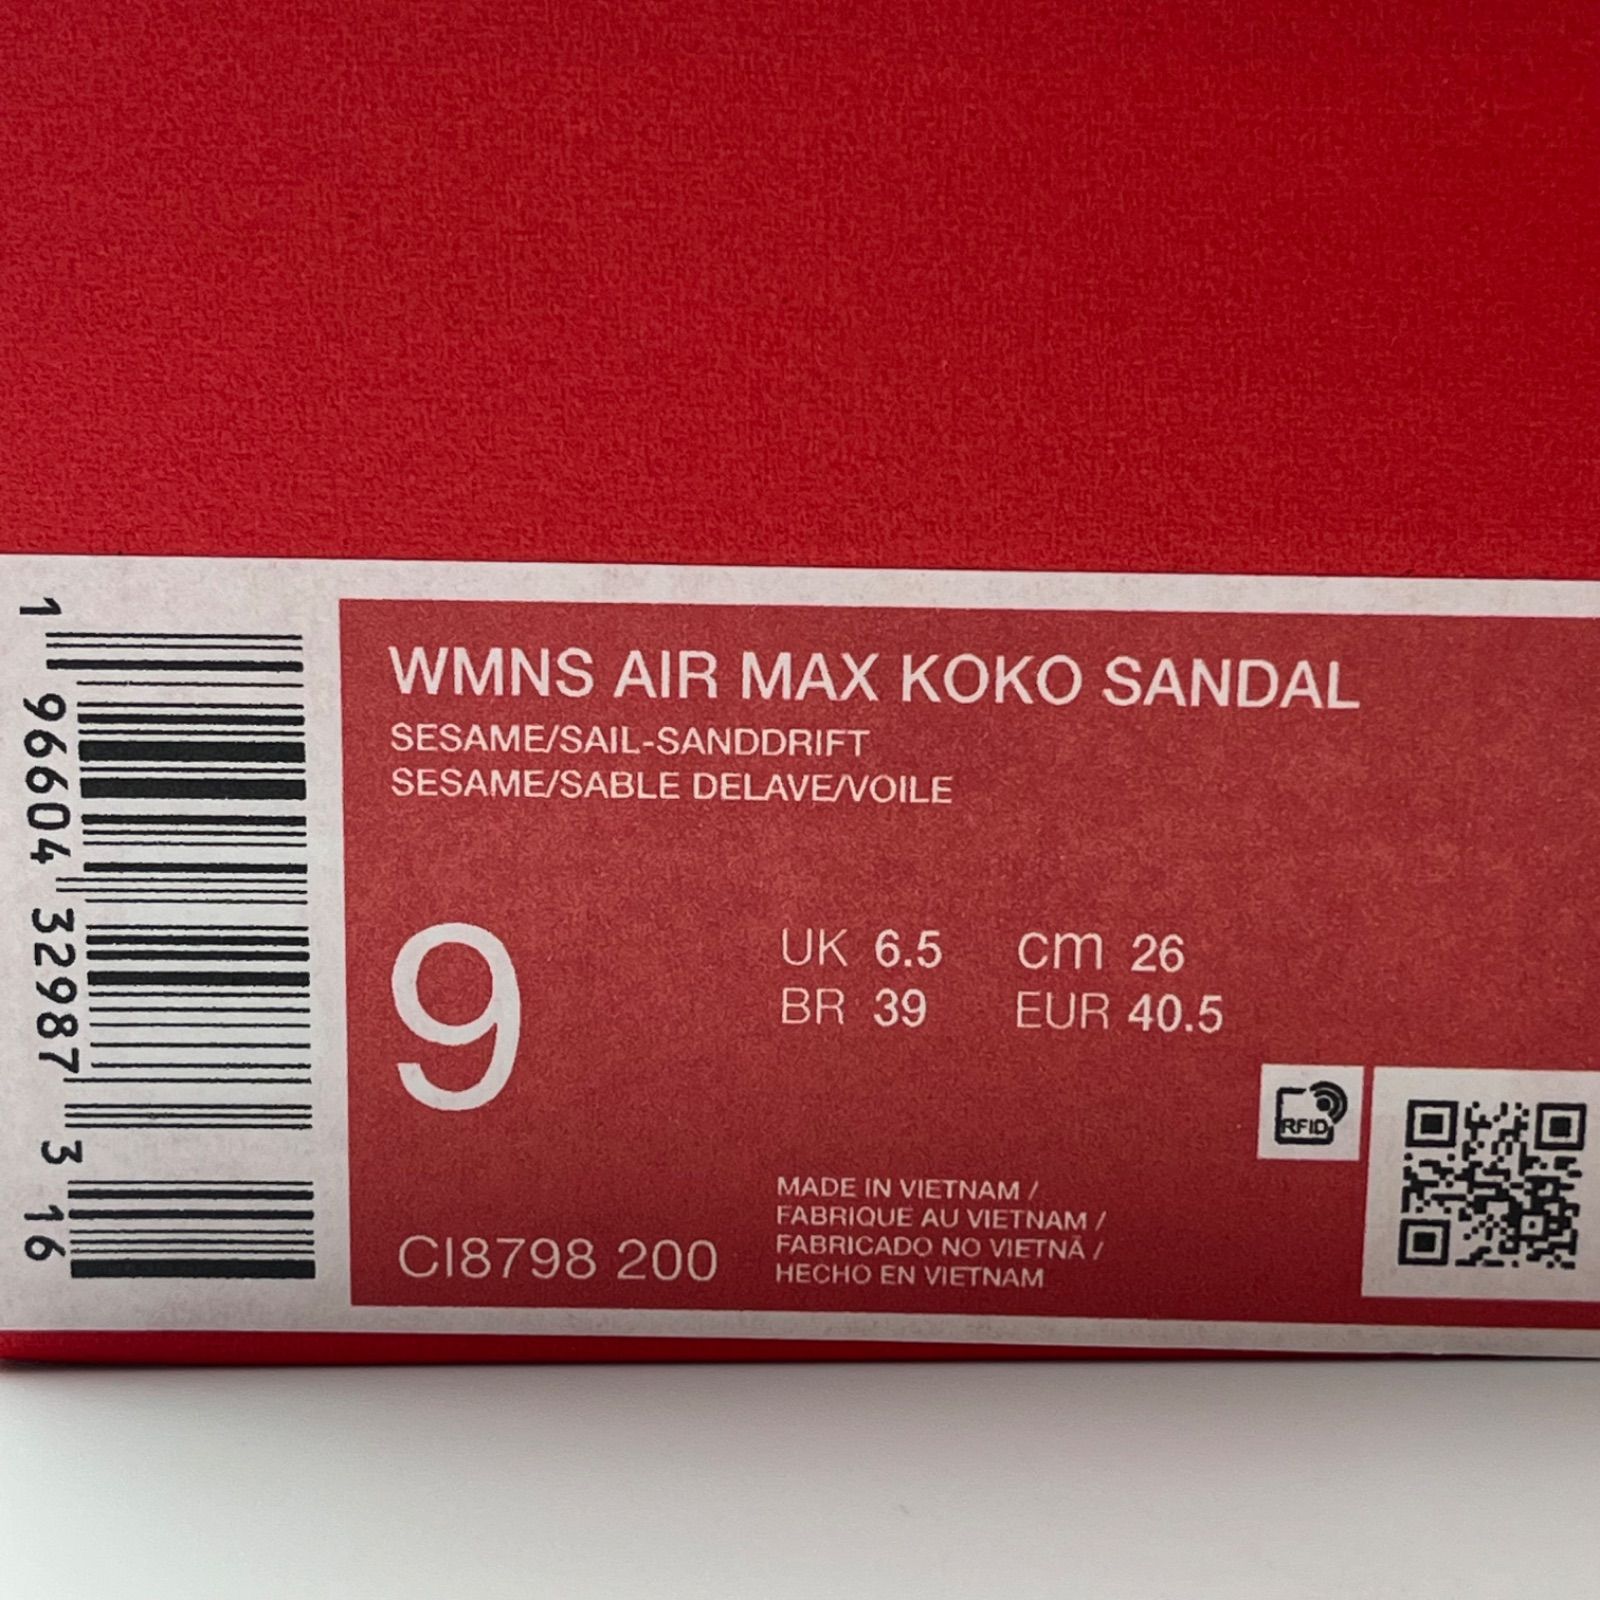 WMNS AIR MAX KOKO SANDAL
SESAME/SAIL-SANDDRIFT
SESAME/SABLE DELAVE/VOILE
9
UK 6.5 cm 26
BR 39 EUR 40.5
RFID
MADE IN VIETNAM /
FABRIQUE AU VIETNAM /
FABRICADO NO VIETNÃ /
HECHO EN VIETNAM
CI8798 200
1 96604 32987 3 16